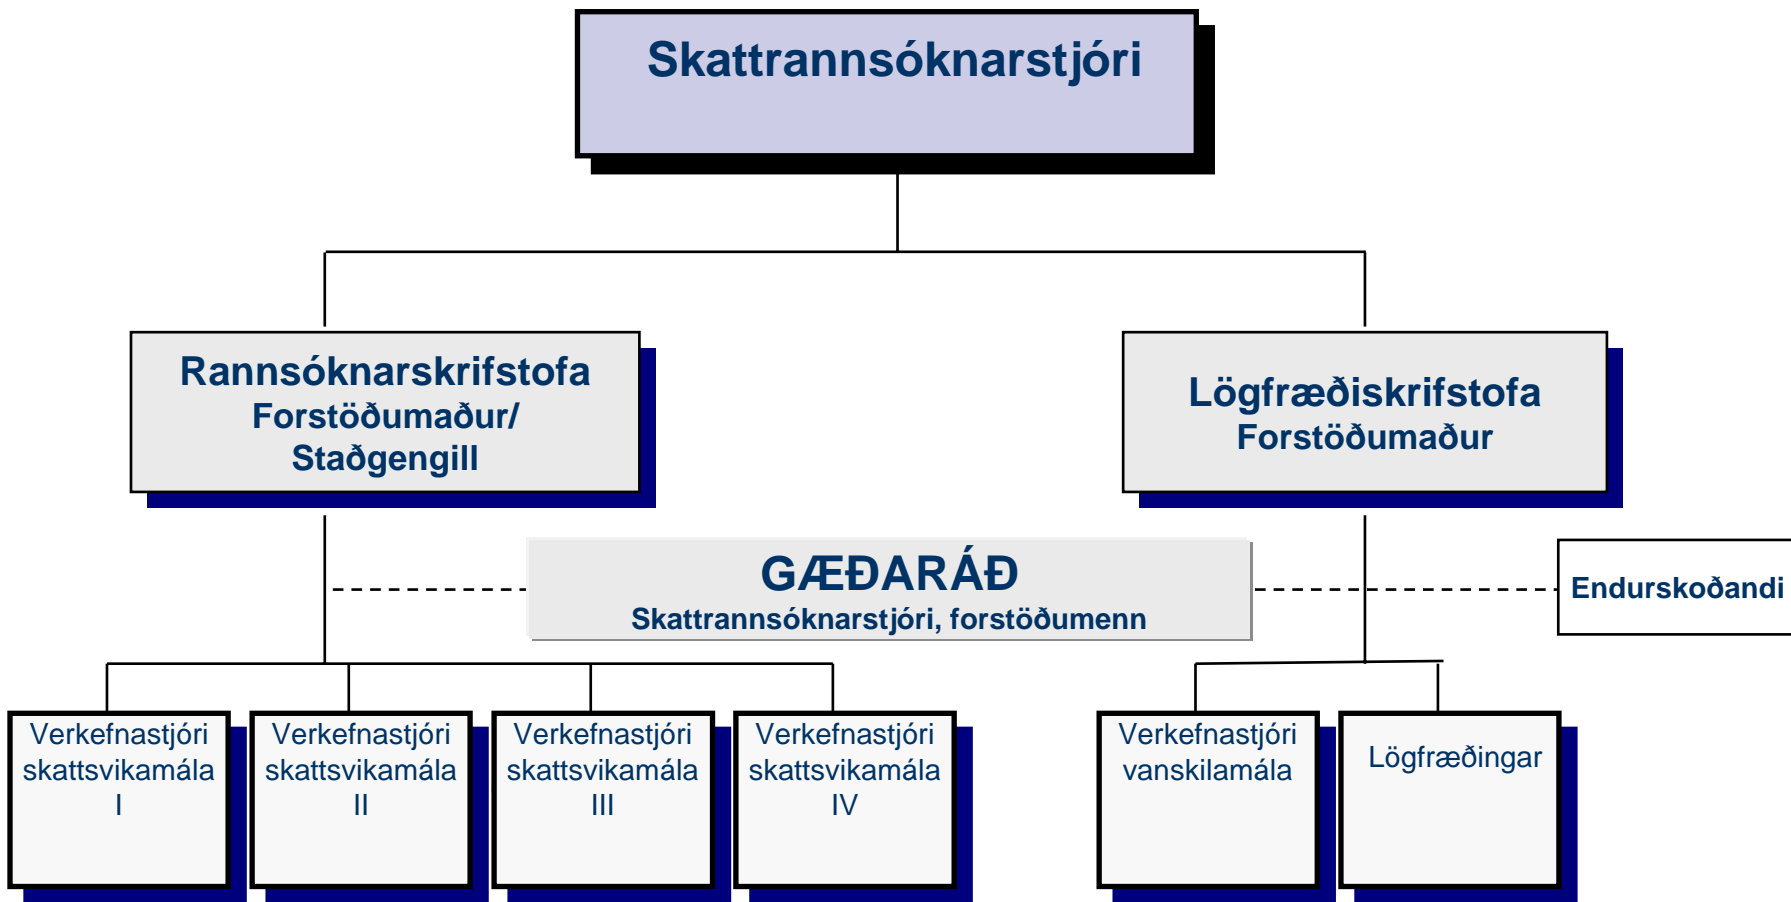 Skattrannsóknarstjóri
Rannsóknarskrifstofa
Forstöðumaður/
Staðgengill
Lögfræðiskrifstofa
Forstöðumaður
GÆÐARÁÐ
Skattrannsóknarstjóri, forstöðumenn
Endurskoðandi
Verkefnastjóri
skattsvikamála
I
Verkefnastjóri
skattsvikamála
II
Verkefnastjóri
skattsvikamála
III
Verkefnastjóri
skattsvikamála
IV
Verkefnastjóri
vanskilamála
Lögfræðingar